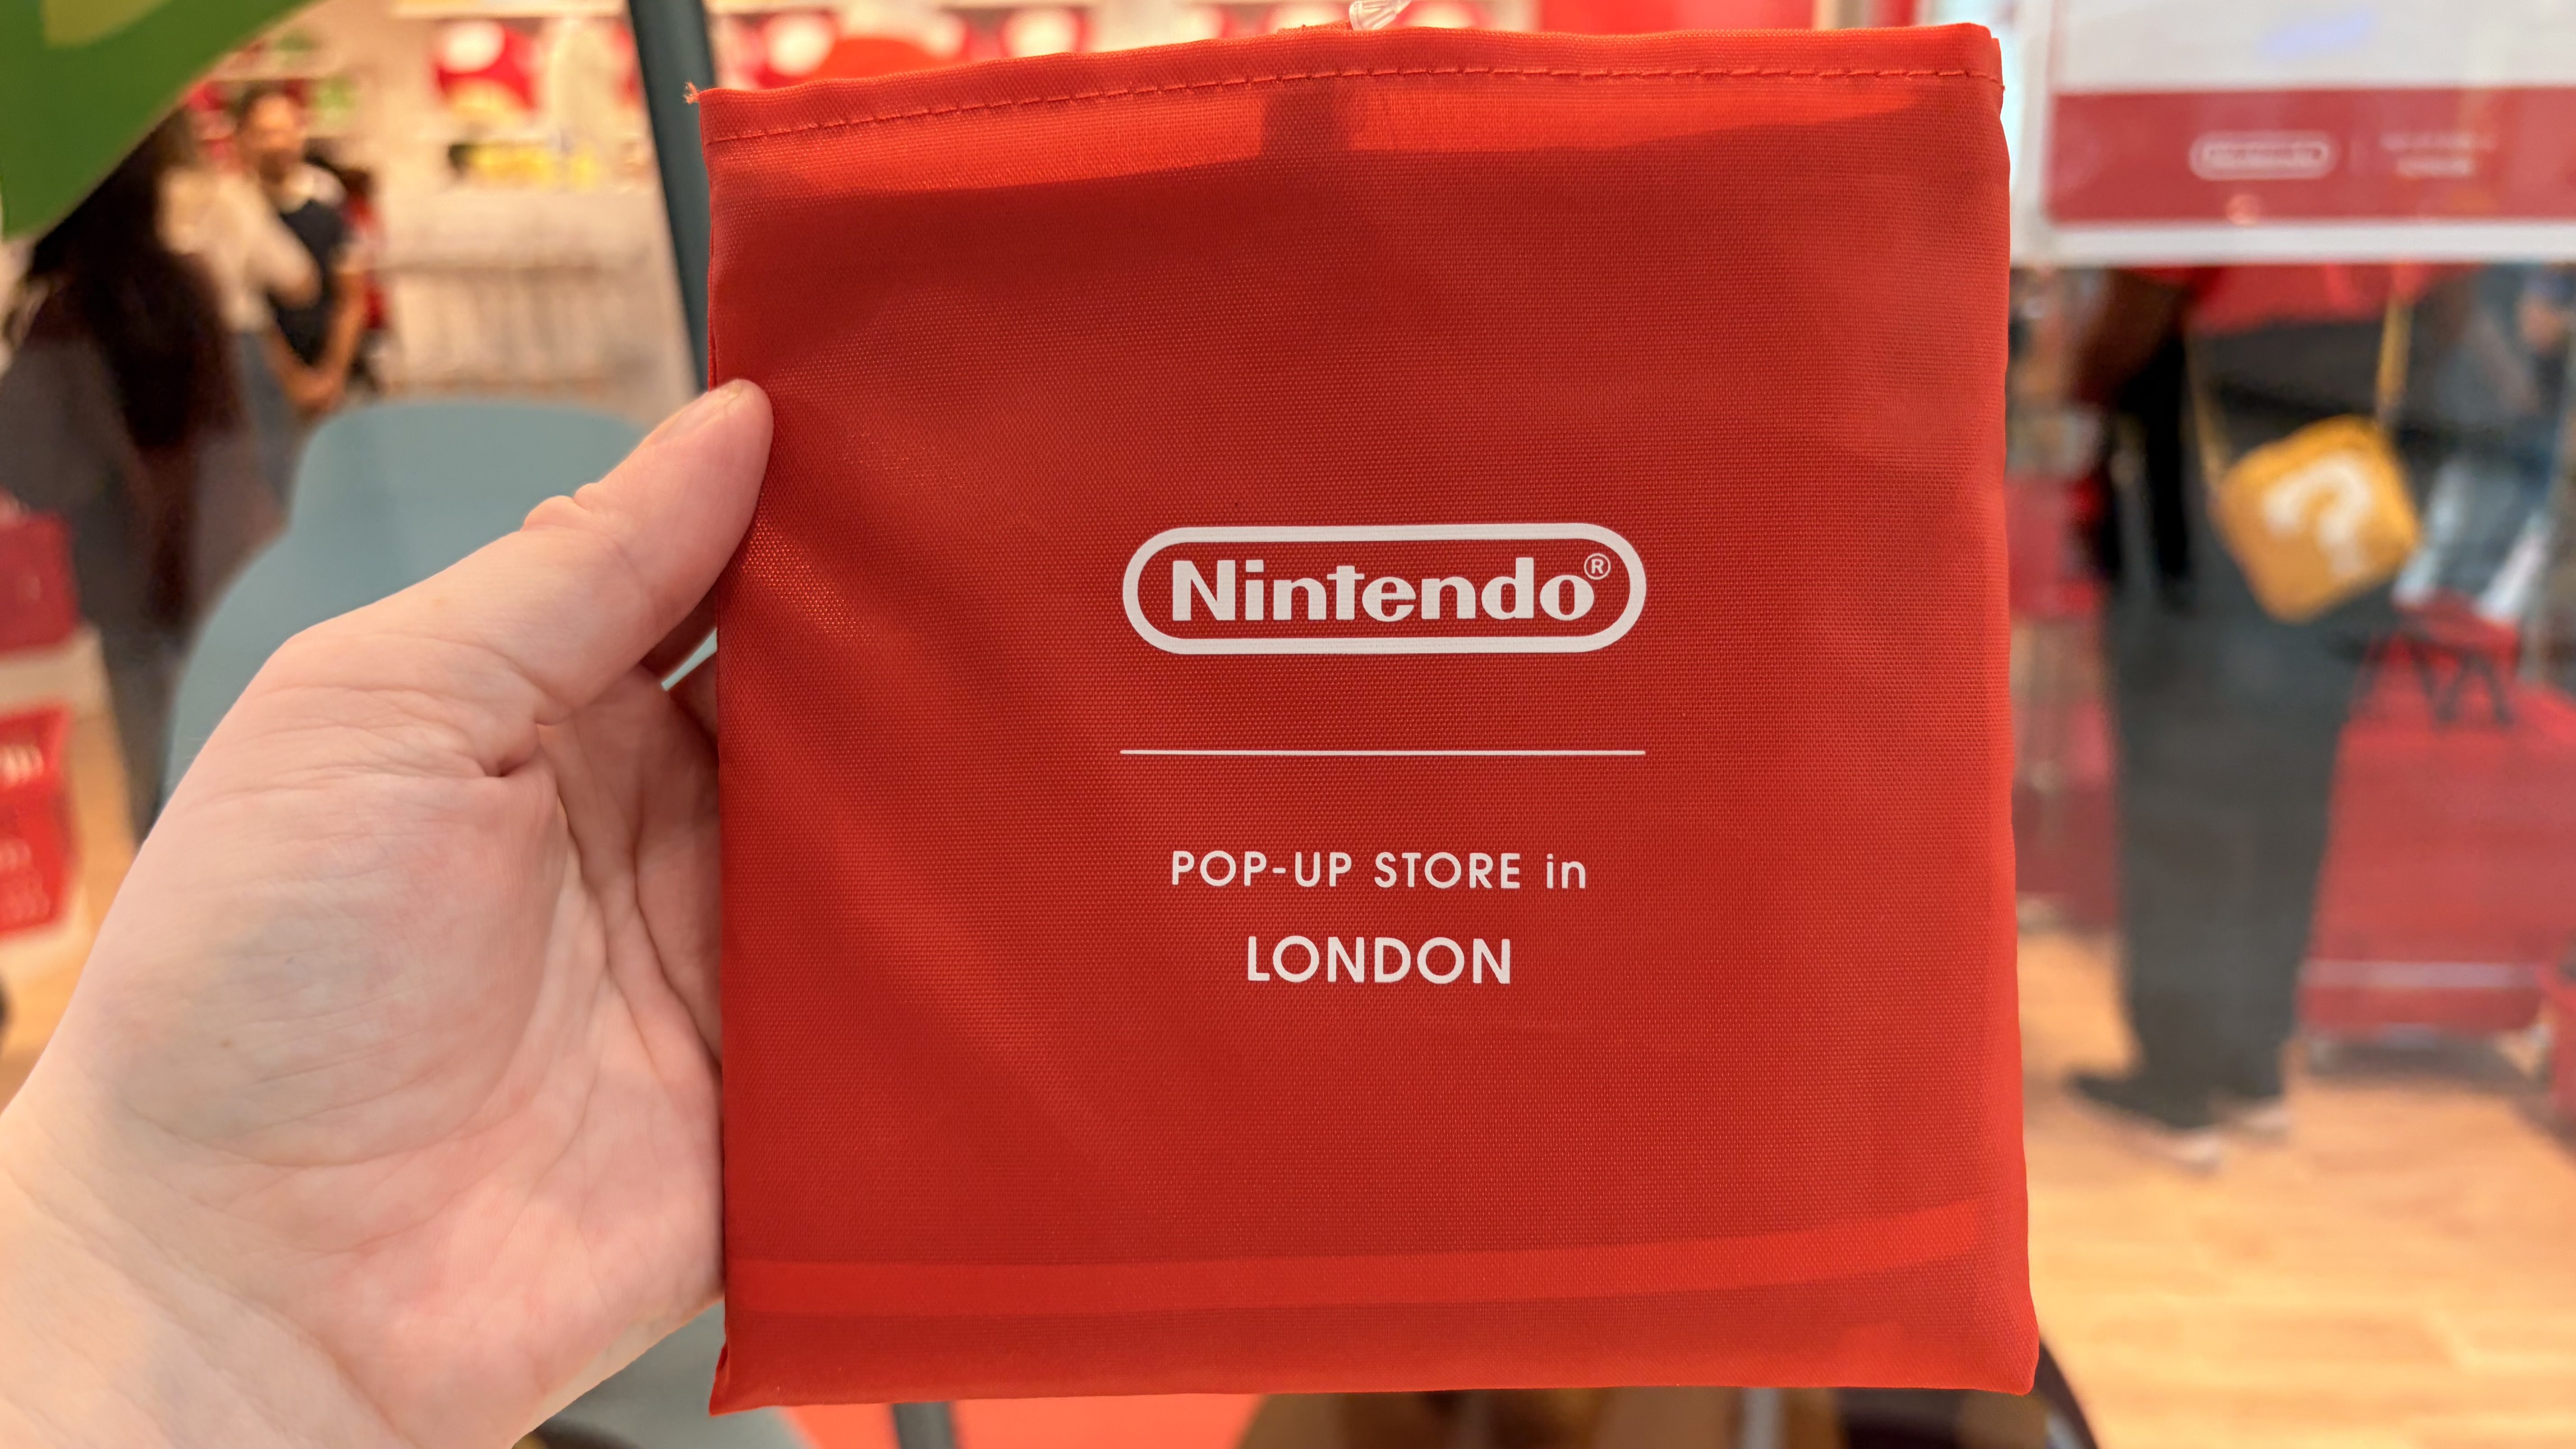 Nintendo®
POP-UP STORE in
LONDON
?